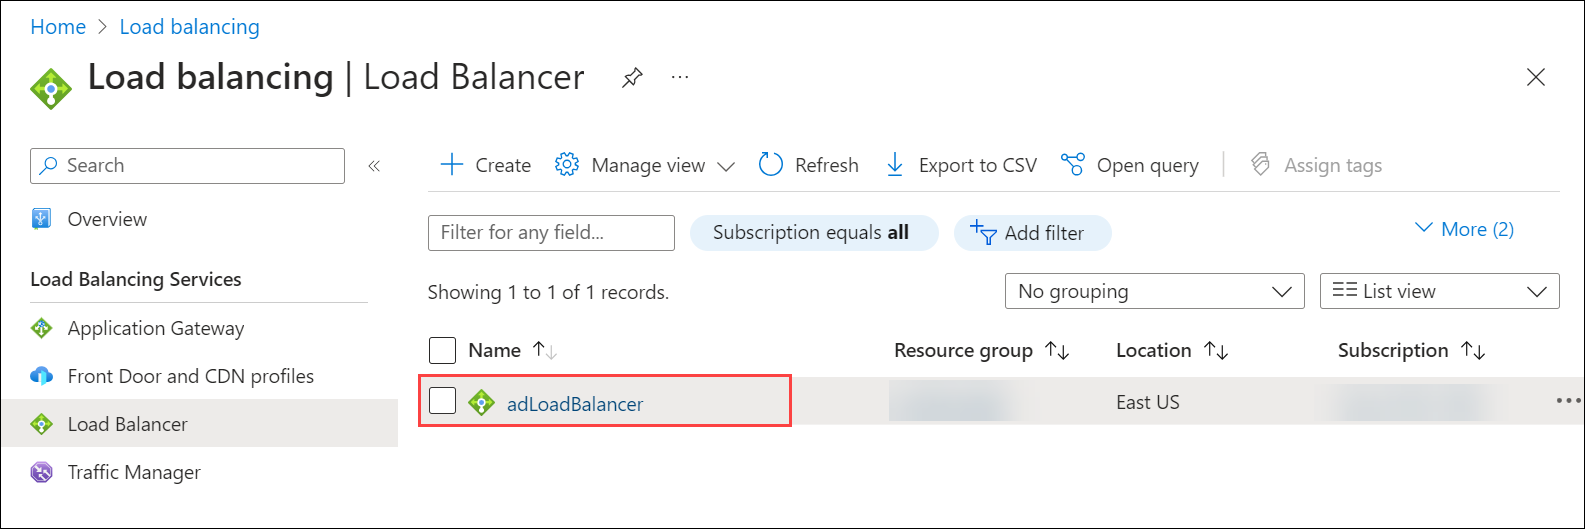 Home > Load balancing
Load balancing | Load Balancer
Search
Overview
Load Balancing Services
Application Gateway
Front Door and CDN profiles
Load Balancer
Traffic Manager
Create Manage view Refresh Export to CSV Open query Assign tags
Filter for any field... Subscription equals all Add filter More (2)
Showing 1 to 1 of 1 records. No grouping List view
Name Resource group Location Subscription
adLoadBalancer East US